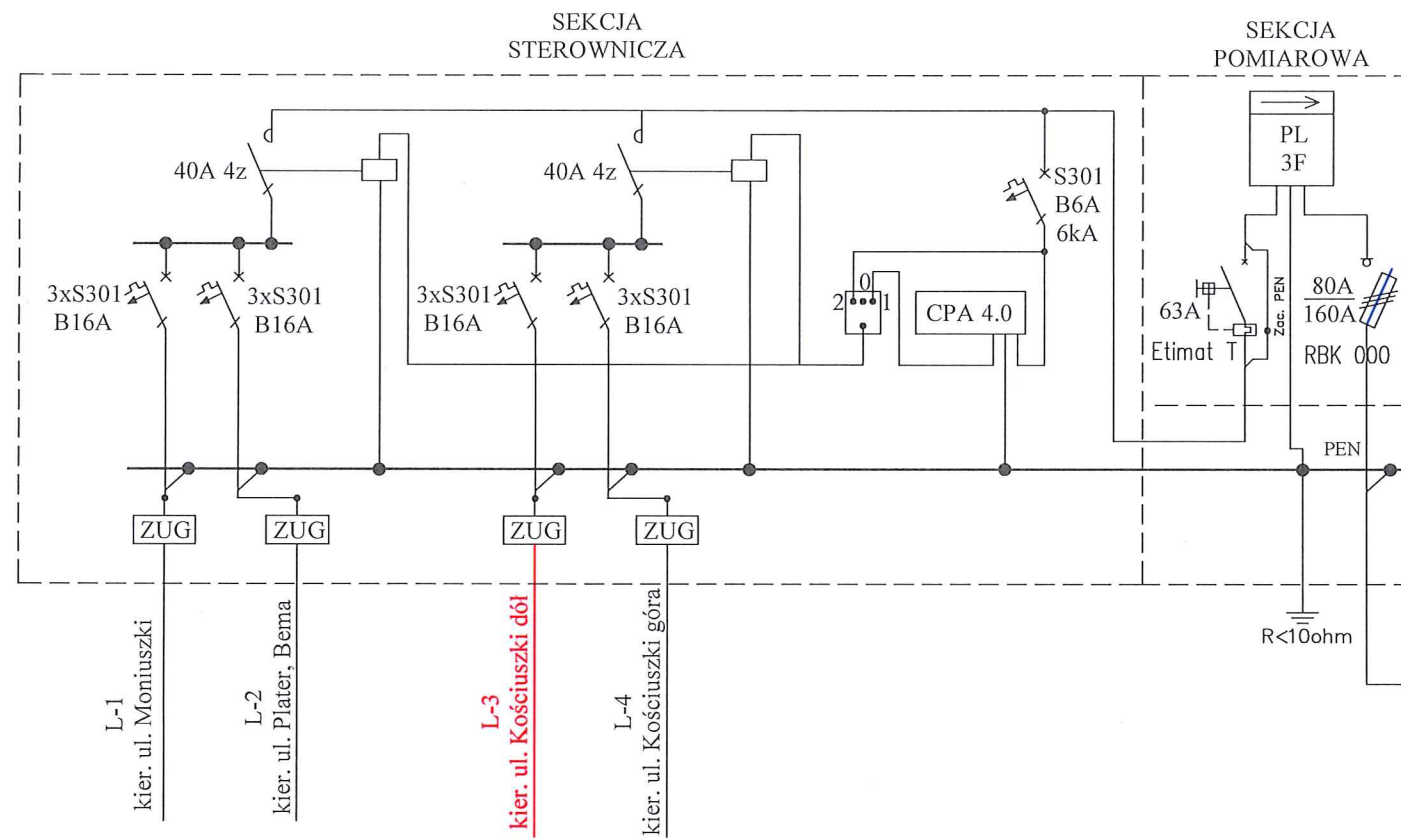 SEKCJA
STEROWNICZA
SEKCJA
POMIAROWA
PL
3F
40A 4z
40A 4z
S301
B6A
6kA
3xS301
B16A
3xS301
B16A
3xS301
B16A
3xS301
B16A
2
0
1
CPA 4.0
63A
Etimat T
Zac. PEN
80A
160A
RBK 000
PEN
ZUG
ZUG
ZUG
ZUG
R<10ohm
L-1
kier. ul. Moniuszki
L-2
kier. ul. Plater, Bema
L-3
kier. ul. Kościuszki dół
L-4
kier. ul. Kościuszki góra